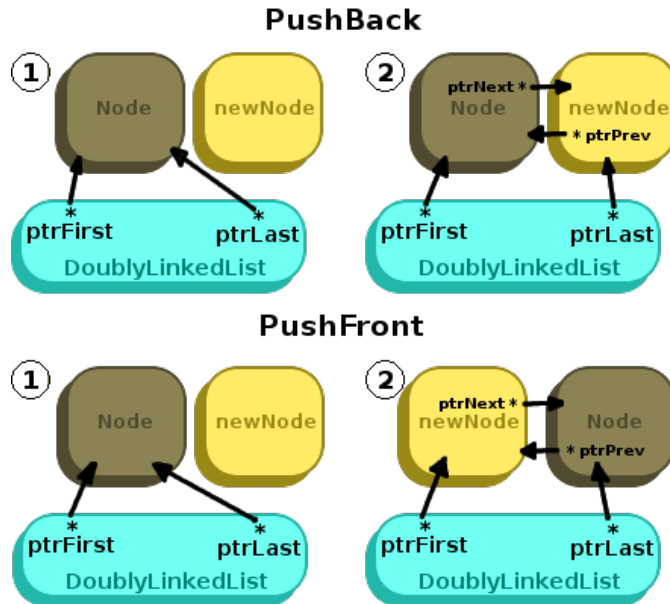 PushBack
1
Node
newNode
*
ptrFirst
*
ptrLast
DoublyLinkedList
2
ptrNext *
Node
newNode
* ptrPrev
*
ptrFirst
*
ptrLast
DoublyLinkedList
PushFront
1
Node
newNode
*
ptrFirst
*
ptrLast
DoublyLinkedList
2
ptrNext *
newNode
Node
* ptrPrev
*
ptrFirst
*
ptrLast
DoublyLinkedList